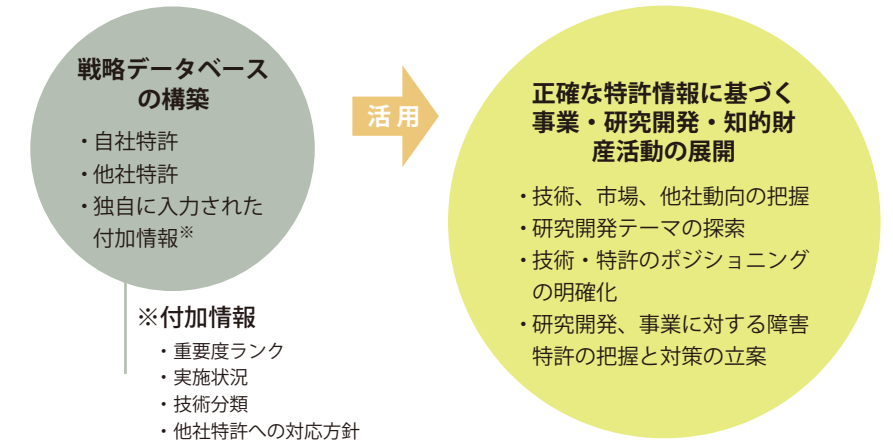 戦略データベース
の構築
・自社特許
・他社特許
・独自に入力された
付加情報※
※付加情報
・重要度ランク
・実施状況
・技術分類
・他社特許への対応方針
活用
正確な特許情報に基づく
事業・研究開発・知的財
産活動の展開
・技術、市場、他社動向の把握
・研究開発テーマの探索
・技術・特許のポジショニング
の明確化
・研究開発、事業に対する障害
特許の把握と対策の立案